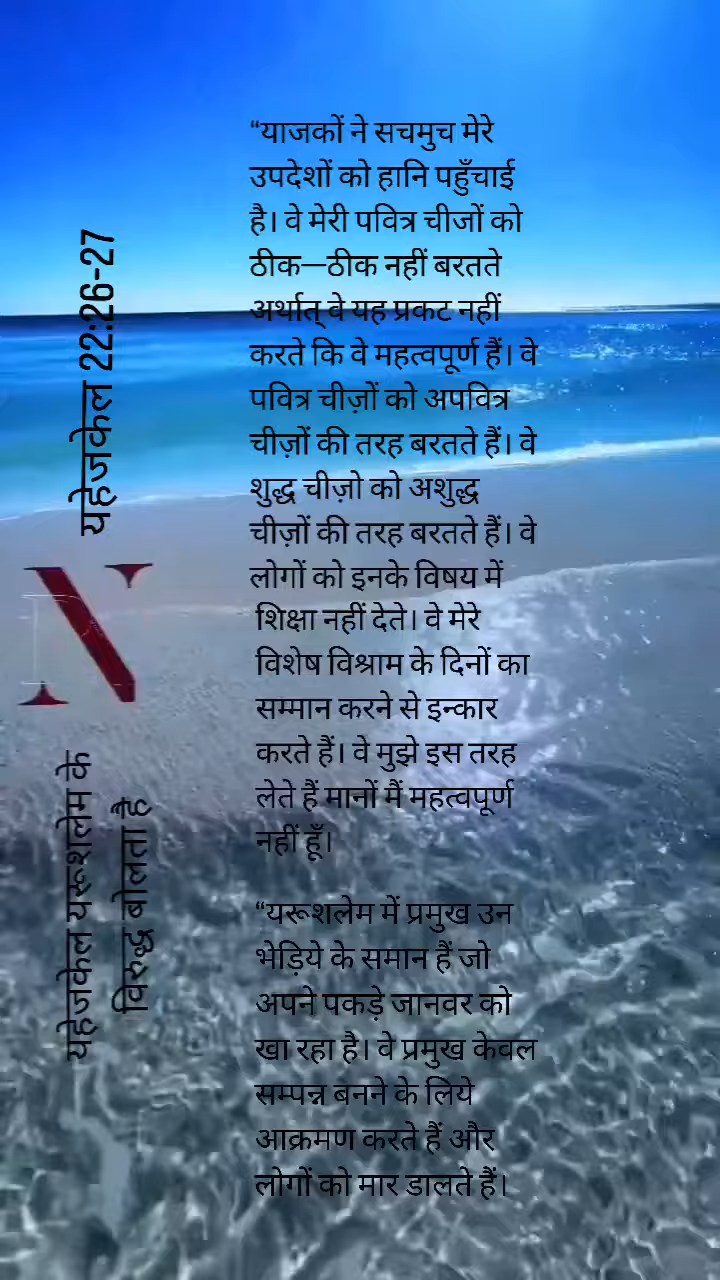 यहेजकेल 22:26-27
N
यहेजकेल यरूशलेम के
विरुद्ध बोलता है
“याजकों ने सचमुच मेरे
उपदेशों को हानि पहुँचाई
है। वे मेरी पवित्र चीजों को
ठीक—ठीक नहीं बरतते
अर्थात् वे यह प्रकट नहीं
करते कि वे महत्वपूर्ण हैं। वे
पवित्र चीज़ों को अपवित्र
चीज़ों की तरह बरतते हैं। वे
शुद्ध चीज़ो को अशुद्ध
चीज़ों की तरह बरतते हैं। वे
लोगों को इनके विषय में
शिक्षा नहीं देते। वे मेरे
विशेष विश्राम के दिनों का
सम्मान करने से इन्कार
करते हैं। वे मुझे इस तरह
लेते हैं मानों मैं महत्वपूर्ण
नहीं हूँ।
“यरूशलेम में प्रमुख उन
भेड़िये के समान हैं जो
अपने पकड़े जानवर को
खा रहा है। वे प्रमुख केवल
सम्पन्न बनने के लिये
आक्रमण करते हैं और
लोगों को मार डालते हैं।